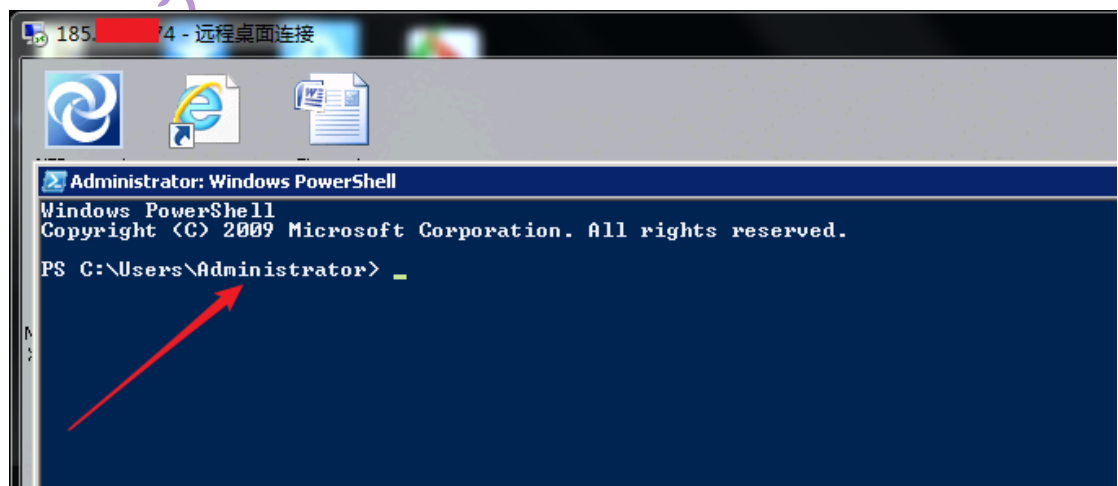 185. 74 - 远程桌面连接
Administrator: Windows PowerShell
Windows PowerShell
Copyright (C) 2009 Microsoft Corporation. All rights reserved.
PS C:\Users\Administrator> _